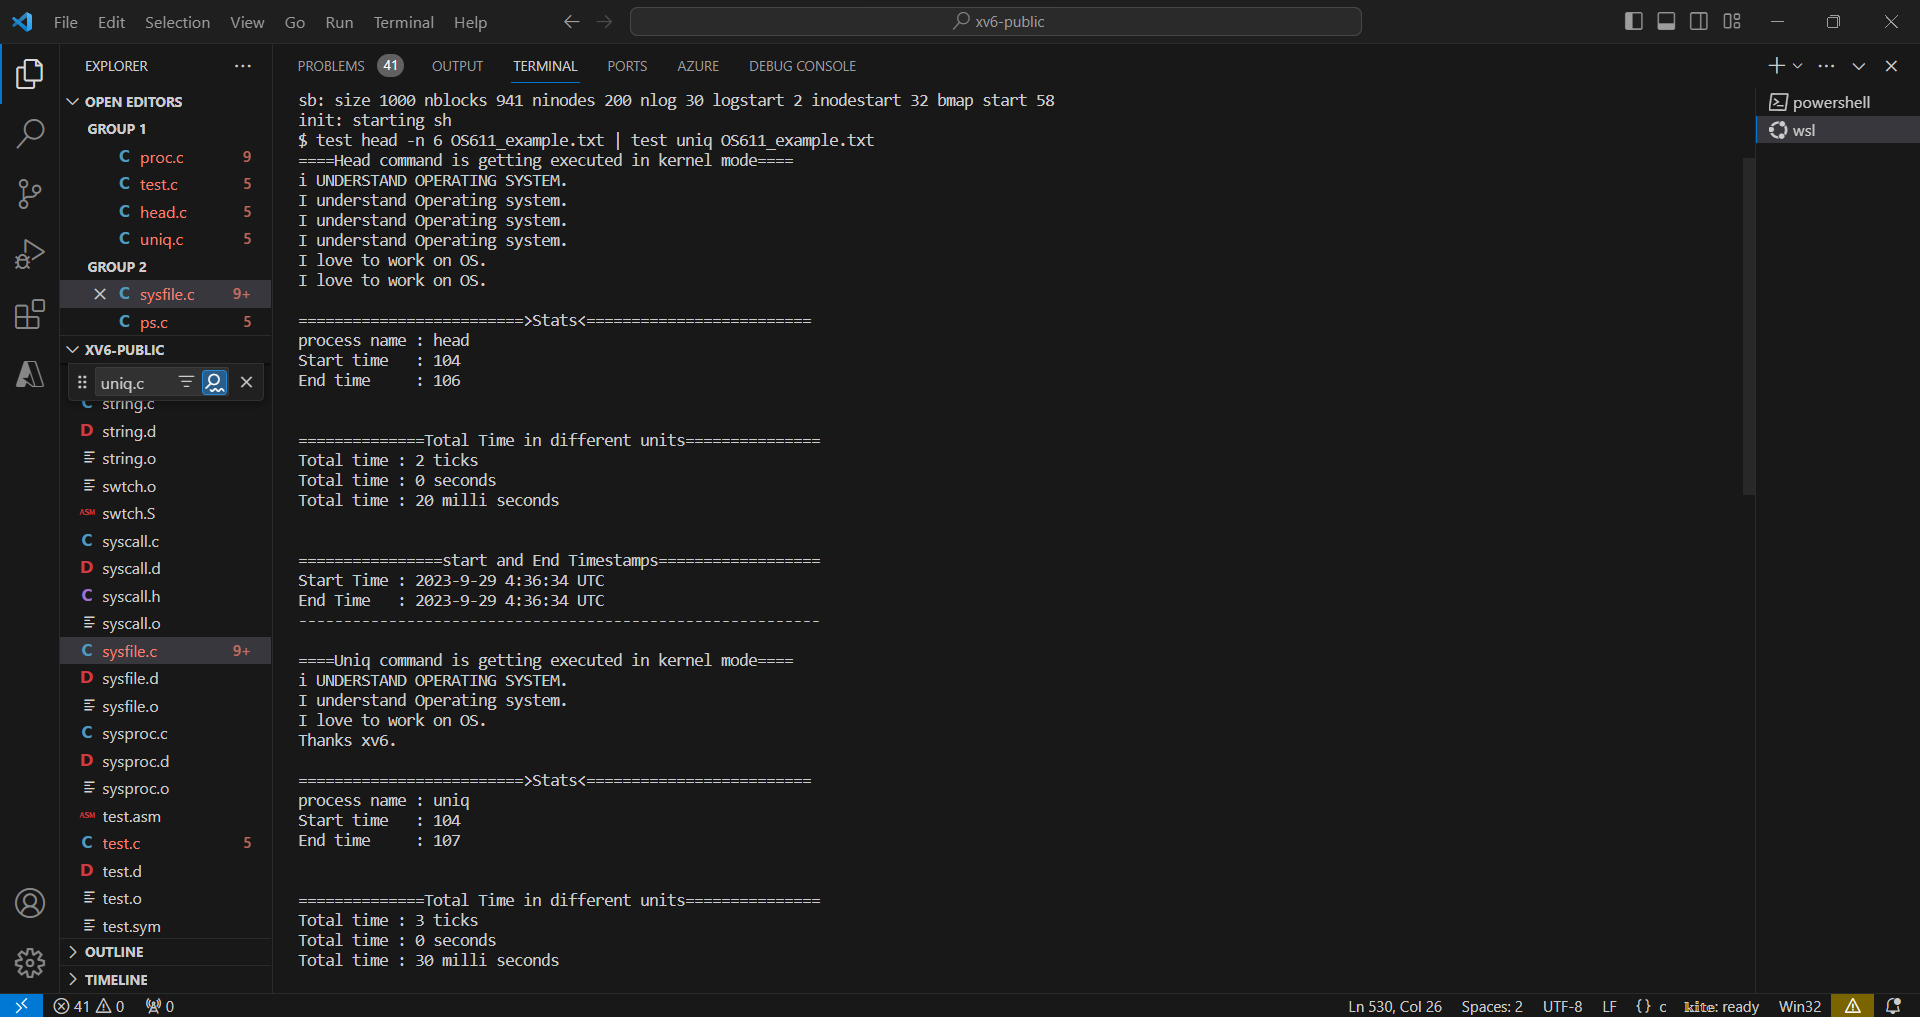 File Edit Selection View Go Run Terminal Help
xv6-public
EXPLORER
OPEN EDITORS
GROUP 1
C proc.c 9
C test.c 5
C head.c 5
C uniq.c 5
GROUP 2
C sysfile.c 9+
C ps.c 5
XV6-PUBLIC
uniq.c
C string.c
D string.d
string.o
swtch.o
ASM swtch.S
C syscall.c
D syscall.d
C syscall.h
syscall.o
C sysfile.c 9+
D sysfile.d
sysfile.o
C sysproc.c
D sysproc.d
sysproc.o
ASM test.asm
C test.c 5
D test.d
test.o
test.sym
OUTLINE
TIMELINE
PROBLEMS 41 OUTPUT TERMINAL PORTS AZURE DEBUG CONSOLE
sb: size 1000 nblocks 941 ninodes 200 nlog 30 logstart 2 inodestart 32 bmap start 58
init: starting sh
$ test head -n 6 OS611_example.txt | test uniq OS611_example.txt
====Head command is getting executed in kernel mode====
i UNDERSTAND OPERATING SYSTEM.
I understand Operating system.
I understand Operating system.
I understand Operating system.
I love to work on OS.
I love to work on OS.
=========================>Stats<=========================
process name : head
Start time   : 104
End time     : 106
==============Total Time in different units===============
Total time : 2 ticks
Total time : 0 seconds
Total time : 20 milli seconds
================start and End Timestamps==================
Start Time : 2023-9-29 4:36:34 UTC
End Time   : 2023-9-29 4:36:34 UTC
----------------------------------------------------------
====Uniq command is getting executed in kernel mode====
i UNDERSTAND OPERATING SYSTEM.
I understand Operating system.
I love to work on OS.
Thanks xv6.
=========================>Stats<=========================
process name : uniq
Start time   : 104
End time     : 107
==============Total Time in different units===============
Total time : 3 ticks
Total time : 0 seconds
Total time : 30 milli seconds
powershell
wsl
41 0 0 Ln 530, Col 26 Spaces: 2 UTF-8 LF {} c kite: ready Win32